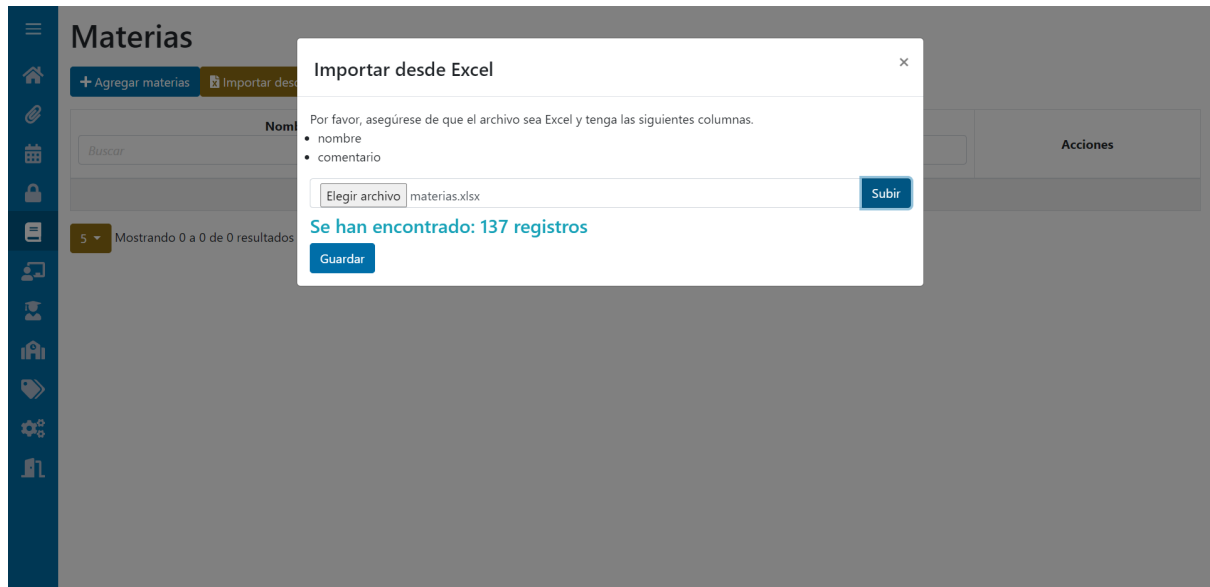 Materias
Agregar materias
Importar
Importar desde Excel
×
Por favor, asegúrese de que el archivo sea Excel y tenga las siguientes columnas.
• nombre
• comentario
Elegir archivo materias.xlsx
Subir
Se han encontrado: 137 registros
Guardar
Buscar
Acciones
5
Mostrando 0 a 0 de 0 resultados